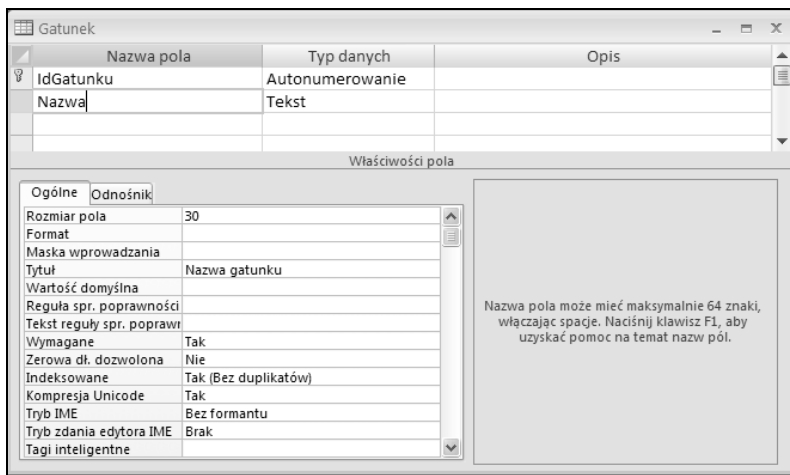 Gatunek
Nazwa pola Typ danych Opis
IdGatunku Autonumerowanie
Nazwa Tekst
Właściwości pola
Ogólne Odnośnik
Rozmiar pola 30
Format
Maska wprowadzania
Tytuł Nazwa gatunku
Wartość domyślna
Reguła spr. poprawności
Tekst reguły spr. poprawn
Wymagane Tak
Zerowa dł. dozwolona Nie
Indeksowane Tak (Bez duplikatów)
Kompresja Unicode Tak
Tryb IME Bez formantu
Tryb zdania edytora IME Brak
Tagi inteligentne
Nazwa pola może mieć maksymalnie 64 znaki,
włączając spacje. Naciśnij klawisz F1, aby
uzyskać pomoc na temat nazw pól.